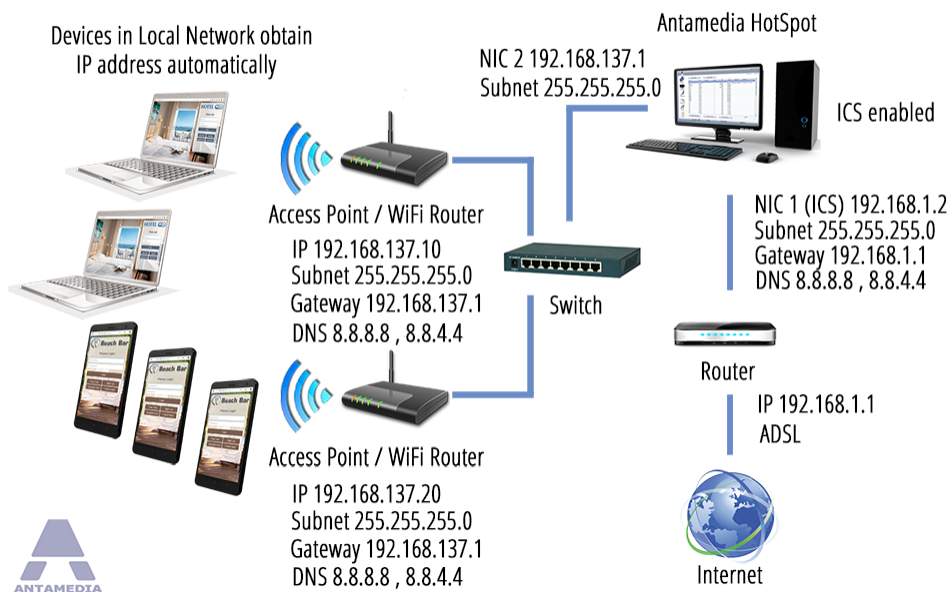 Devices in Local Network obtain
IP address automatically
Antamedia HotSpot
NIC 2 192.168.137.1
Subnet 255.255.255.0
ICS enabled
Access Point / WiFi Router
IP 192.168.137.10
Subnet 255.255.255.0
Gateway 192.168.137.1
DNS 8.8.8.8 , 8.8.4.4
Switch
NIC 1 (ICS) 192.168.1.2
Subnet 255.255.255.0
Gateway 192.168.1.1
DNS 8.8.8.8 , 8.8.4.4
Router
IP 192.168.1.1
ADSL
Internet
Beach Bar
Beach Bar
Beach Bar
Access Point / WiFi Router
IP 192.168.137.20
Subnet 255.255.255.0
Gateway 192.168.137.1
DNS 8.8.8.8 , 8.8.4.4
ANTAMEDIA